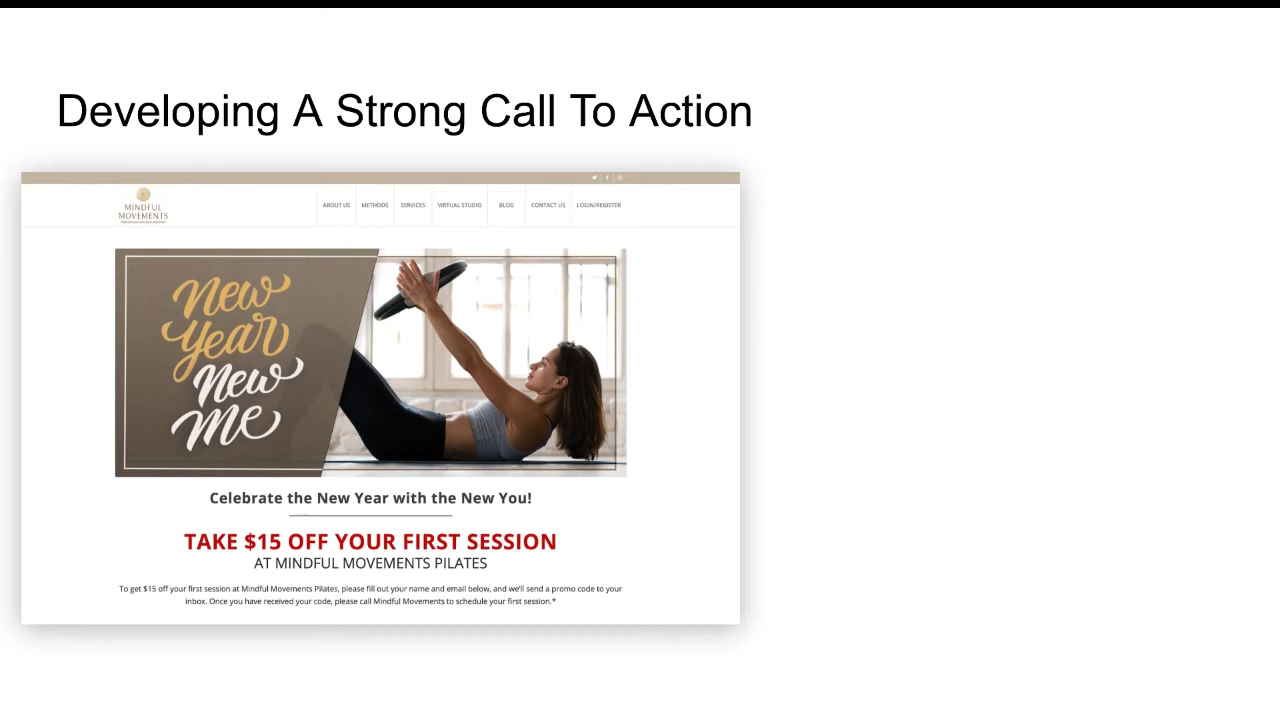 Developing A Strong Call To Action
MINDFUL
MOVEMENTS
ABOUT US METHODS SERVICES VIRTUAL STUDIO BLOG CONTACT US LOGIN/REGISTER
New
Year
New
Me
Celebrate the New Year with the New You!
TAKE $15 OFF YOUR FIRST SESSION
AT MINDFUL MOVEMENTS PILATES
To get $15 off your first session at Mindful Movements Pilates, please fill out your name and email below, and we'll send a promo code to your
inbox. Once you have received your code, please call Mindful Movements to schedule your first session.*